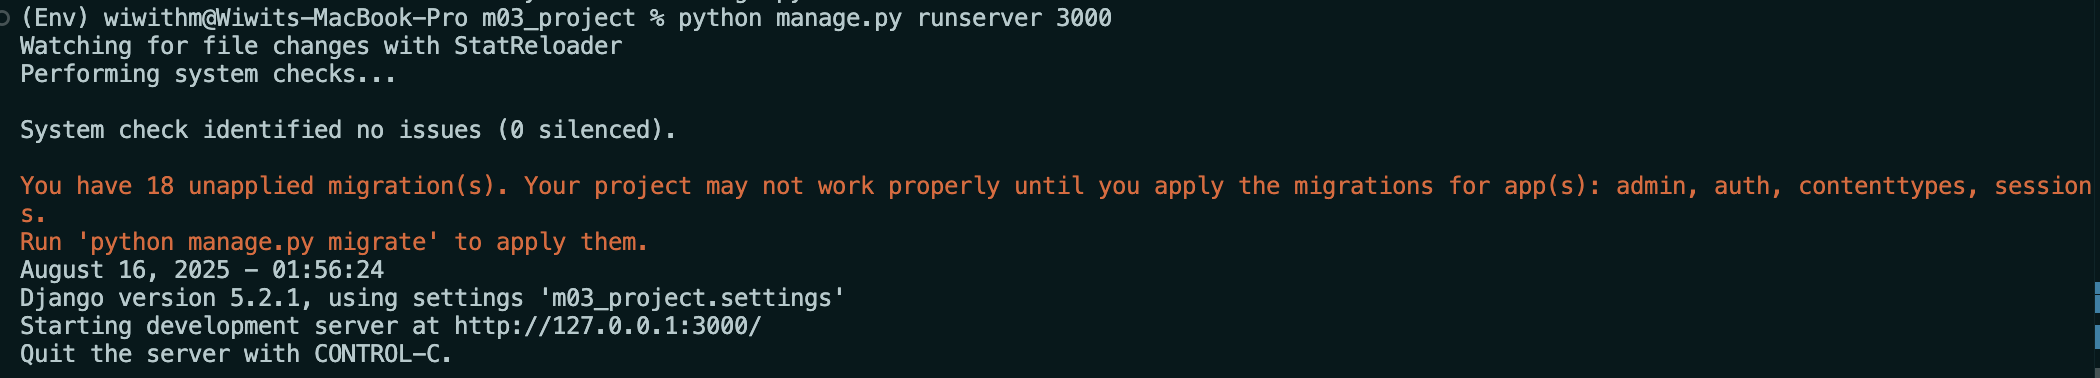 (Env) wiwithm@Wiwits-MacBook-Pro m03_project % python manage.py runserver 3000
Watching for file changes with StatReloader
Performing system checks...
System check identified no issues (0 silenced).
You have 18 unapplied migration(s). Your project may not work properly until you apply the migrations for app(s): admin, auth, contenttypes, session
s.
Run 'python manage.py migrate' to apply them.
August 16, 2025 - 01:56:24
Django version 5.2.1, using settings 'm03_project.settings'
Starting development server at http://127.0.0.1:3000/
Quit the server with CONTROL-C.